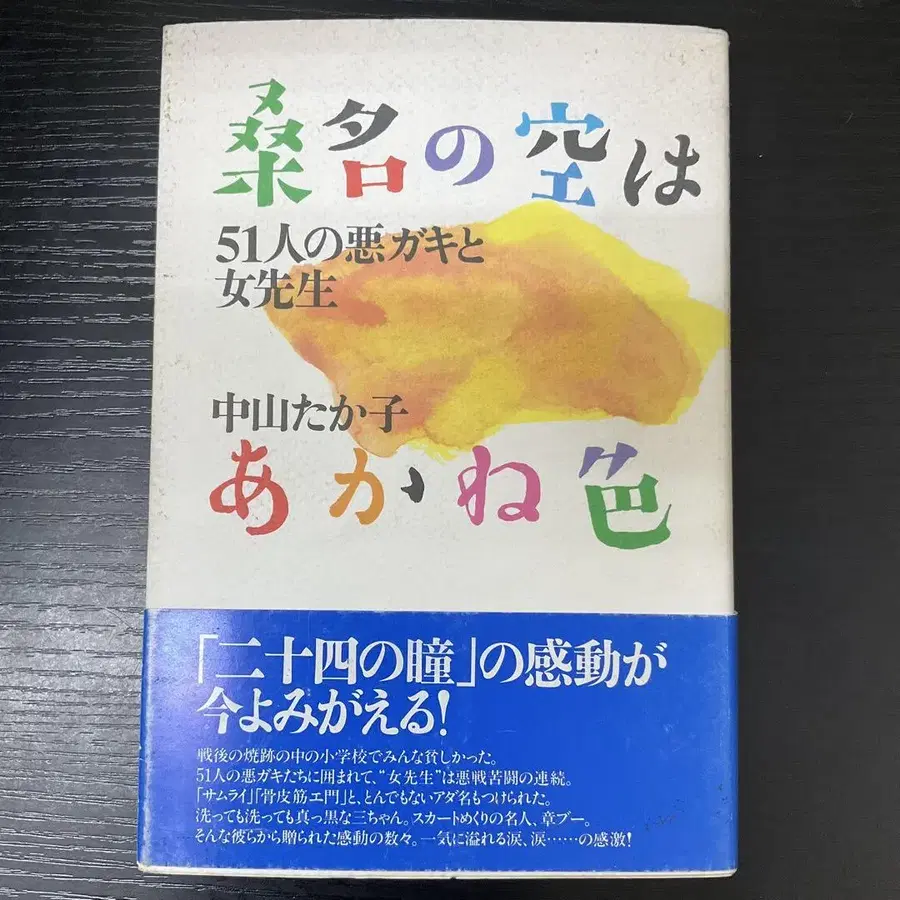 桑名の空は
51人の悪ガキと
女先生
中山たか子
あかね色
「二十四の瞳」の感動が
今よみがえる!
戦後の焼跡の中の小学校でみんな貧しかった。
51人の悪ガキたちに囲まれて、“女先生”は悪戦苦闘の連続。
「サムライ」「骨皮筋エ門」と、とんでもないアダ名もつけられた。
洗っても洗っても真っ黒な三ちゃん。スカートめくりの名人、章ブー。
そんな彼らから贈られた感動の数々。一気に溢れる涙、涙……の感激!